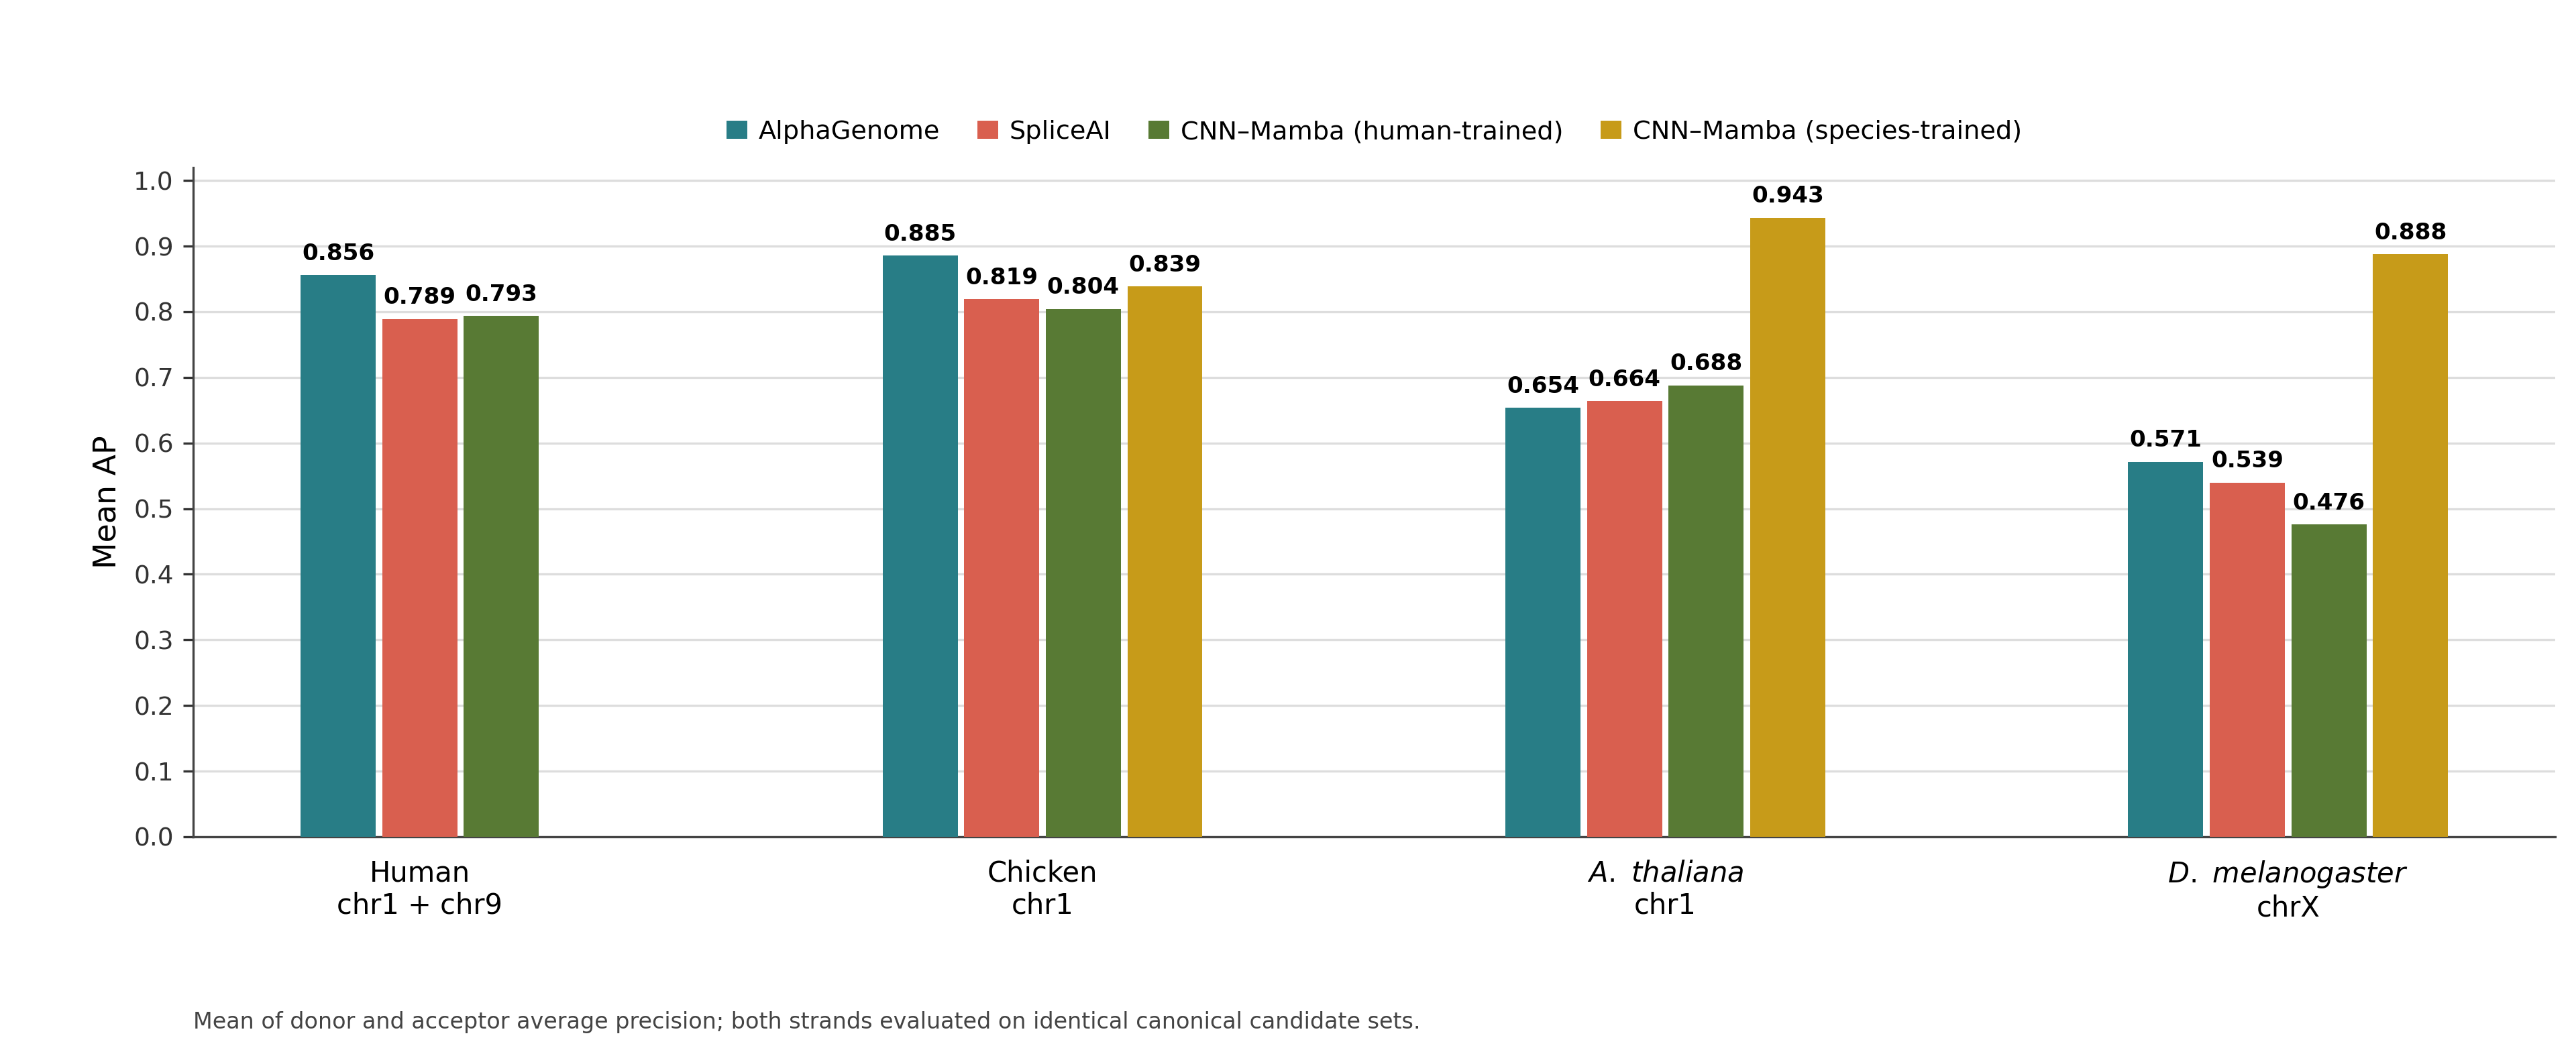 AlphaGenome SpliceAI CNN–Mamba (human-trained) CNN–Mamba (species-trained)
Mean AP
1.0
0.9
0.8
0.7
0.6
0.5
0.4
0.3
0.2
0.1
0.0
0.856 0.789 0.793
0.885 0.819 0.804 0.839
0.654 0.664 0.688 0.943
0.571 0.539 0.476 0.888
Human
chr1 + chr9
Chicken
chr1
A. thaliana
chr1
D. melanogaster
chrX
Mean of donor and acceptor average precision; both strands evaluated on identical canonical candidate sets.